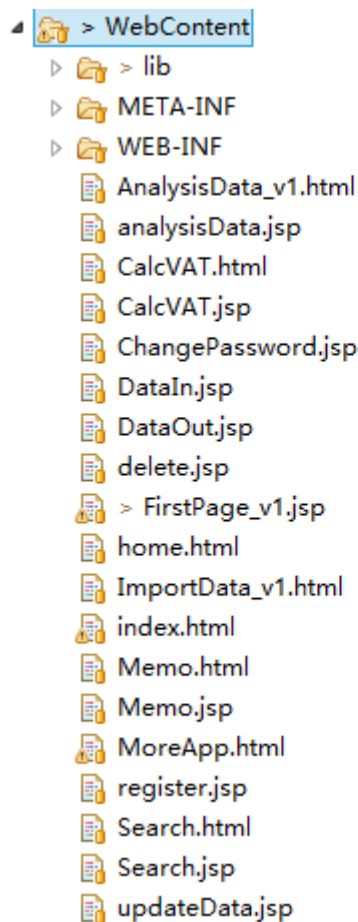 > WebContent
> lib
META-INF
WEB-INF
AnalysisData_v1.html
analysisData.jsp
CalcVAT.html
CalcVAT.jsp
ChangePassword.jsp
DataIn.jsp
DataOut.jsp
delete.jsp
> FirstPage_v1.jsp
home.html
ImportData_v1.html
index.html
Memo.html
Memo.jsp
MoreApp.html
register.jsp
Search.html
Search.jsp
updateData.jsp